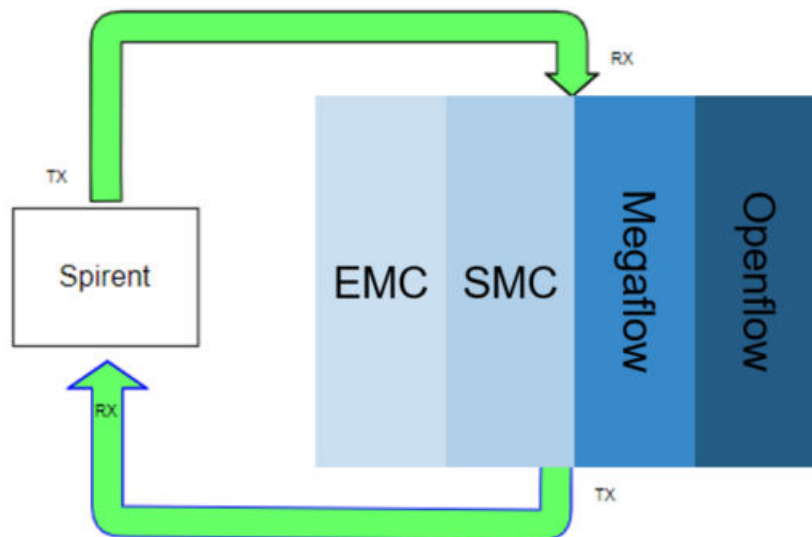 RX
TX
Spirent
EMC
SMC
Megaflow
Openflow
RX
TX